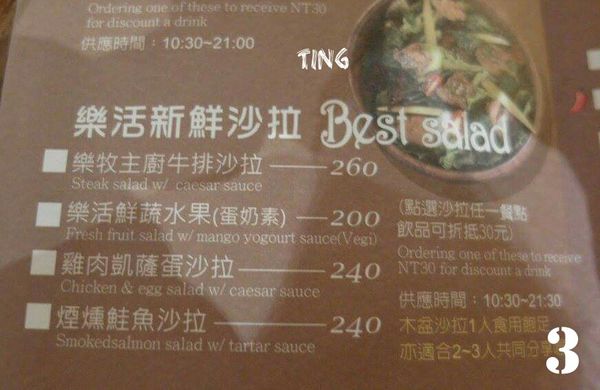 Ordering one of these to receive NT30
for discount a drink
供應時間：10:30~21:00
TING
樂活新鮮沙拉 Best salad
樂牧主廚牛排沙拉 260
Steak salad w/ caesar sauce
樂活鮮蔬水果(蛋奶素) 200
Fresh fruit salad w/ mango yogourt sauce(Vegi)
雞肉凱薩蛋沙拉 240
Chicken & egg salad w/ caesar sauce
煙燻鮭魚沙拉 240
Smokedsalmon salad w/ tartar sauce
(點選沙拉任一餐點
飲品可折抵30元)
Ordering one of these to receive
NT30 for discount a drink
供應時間：10:30~21:30
木盆沙拉1人食用飽足
亦適合2~3人共同分享
3